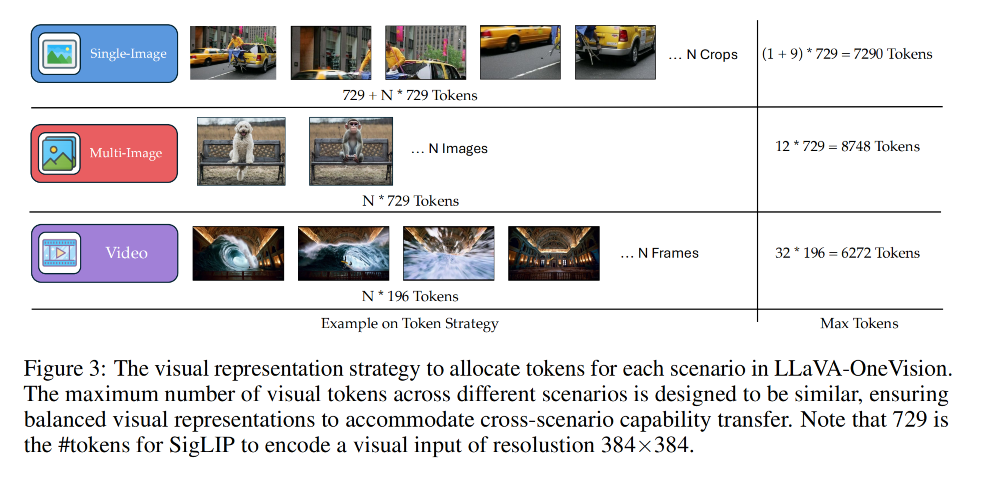 Single-Image
... N Crops
(1 + 9) * 729 = 7290 Tokens
729 + N * 729 Tokens
Multi-Image
... N Images
12 * 729 = 8748 Tokens
N * 729 Tokens
Video
... N Frames
32 * 196 = 6272 Tokens
N * 196 Tokens
Example on Token Strategy
Max Tokens
Figure 3: The visual representation strategy to allocate tokens for each scenario in LLaVA-OneVision.
The maximum number of visual tokens across different scenarios is designed to be similar, ensuring
balanced visual representations to accommodate cross-scenario capability transfer. Note that 729 is
the #tokens for SigLIP to encode a visual input of resolustion 384×384.